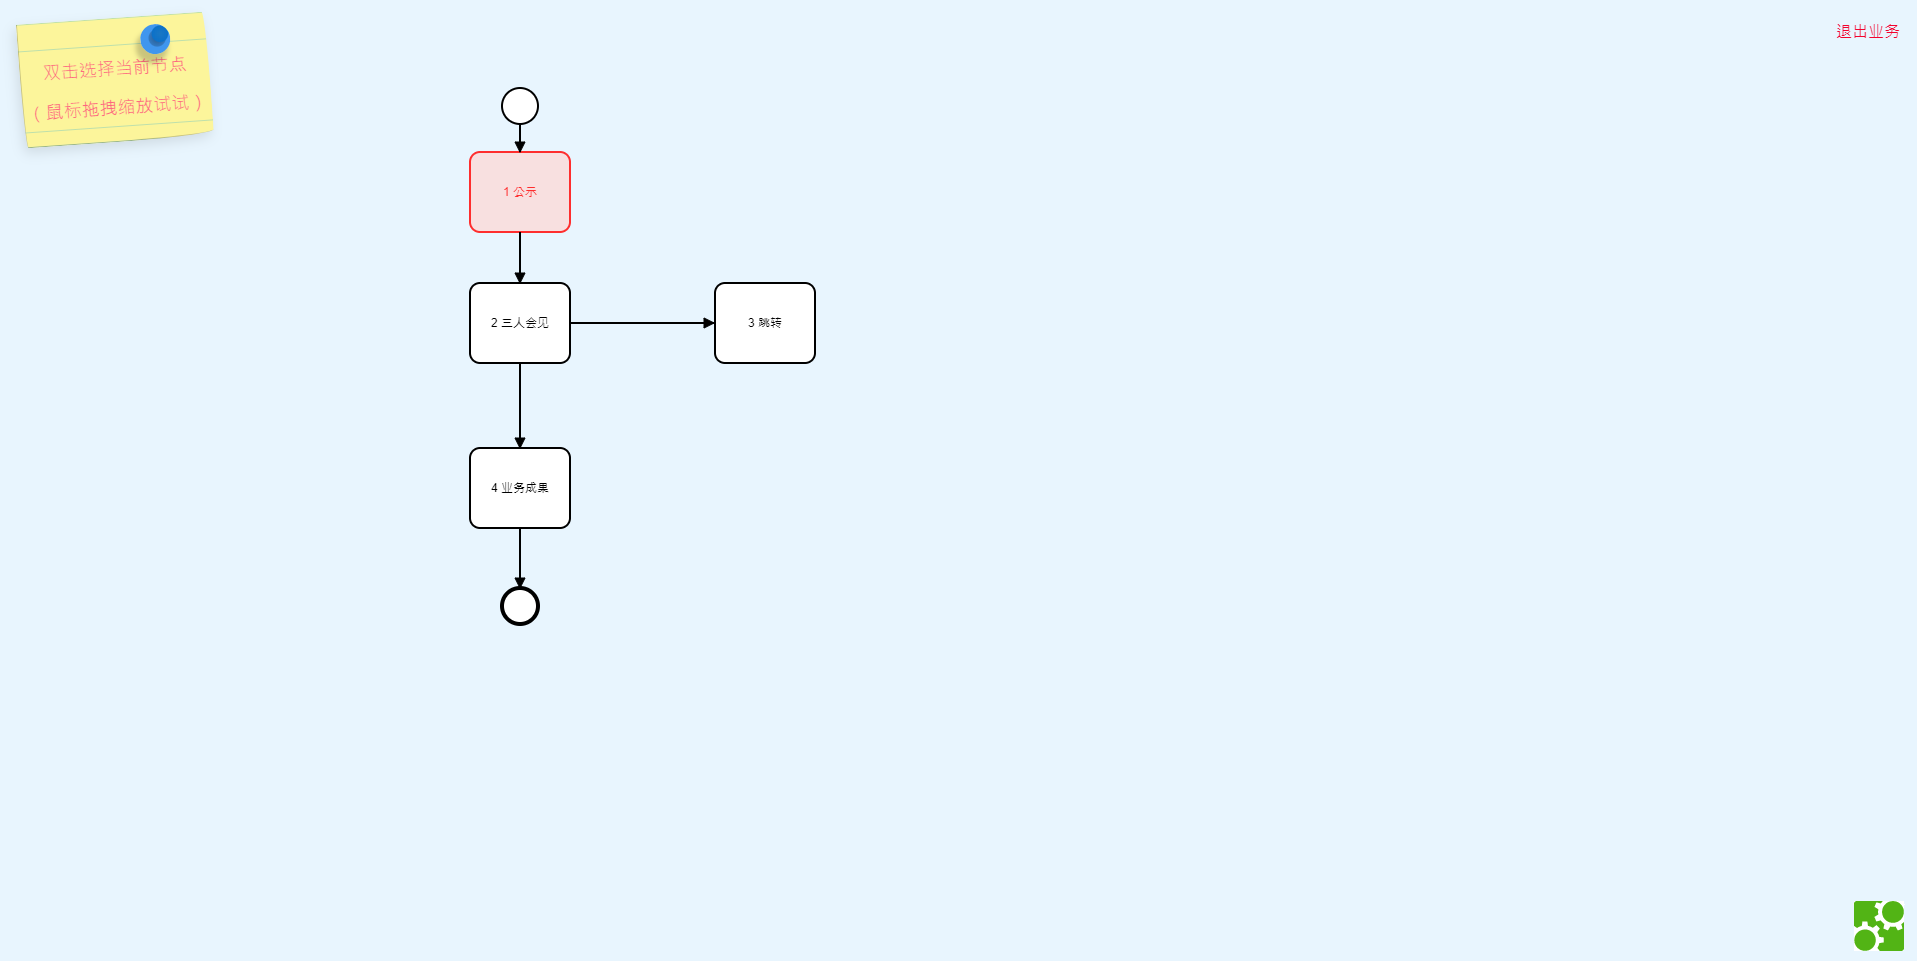 双击选择当前节点
(鼠标拖拽缩放试试)
退出业务
1 公示
2 三人会见
3 跳转
4 业务成果